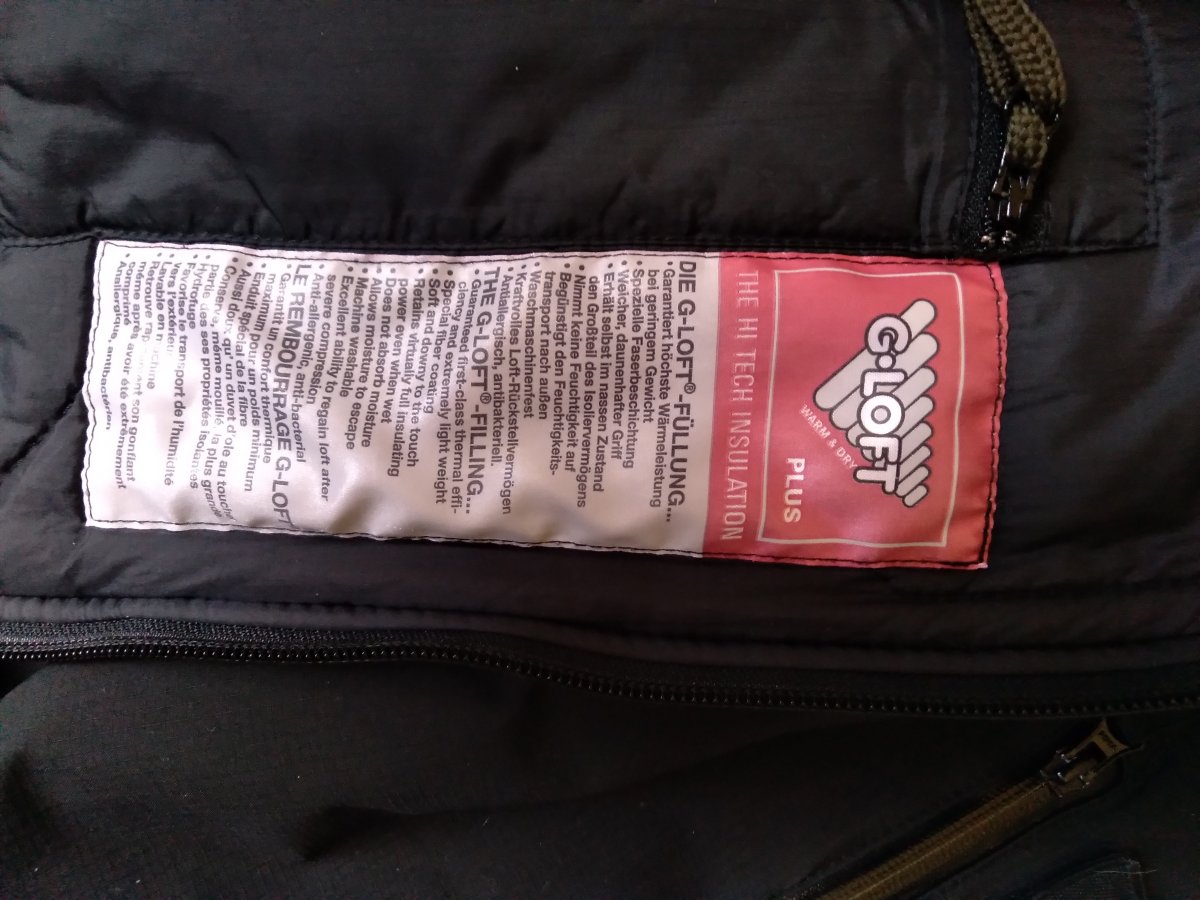 G·LOFT
WARM & DRY
PLUS
THE HI TECH INSULATION
DIE G-LOFT®-FÜLLUNG...
• Garantiert höchste Wärmeleistung
bei geringem Gewicht
• Spezielle Faserbeschichtung
• Weicher, daunenhafter Griff
• Erhält selbst im nassen Zustand
den Großteil des Isoliervermögens
• Nimmt keine Feuchtigkeit auf
• Begünstigt den Feuchtigkeits-
transport nach außen
• Waschmaschinenfest
• Kraftvolles Loft-Rückstellvermögen
• Antiallergisch, antibakteriell.
THE G-LOFT®-FILLING...
• Guaranteed first-class thermal effi-
ciency and extremely light weight
• Special fiber coating
• Soft and downy to the touch
• Retains virtually full insulating
power even when wet
• Does not absorb moisture
• Allows moisture to escape
• Machine washable
• Excellent ability to regain loft after
severe compression
• Anti-allergenic, anti-bacterial
LE REMBOURRAGE G-LOFT
• Garantit un confort thermique
maximum pour un poids minimum
• Enduit spécial de la fibre
• Aussi doux qu'un duvet d'oie au touche
• Conserve, même mouillé, la plus grande
partie des ses propriétés isolantes
• Hydrofuge
• Favorise le transport de l'humidité
vers l'extérieur
• Lavable en machine
• Retrouve son gonflant
même après avoir été extrêmement
comprimé
• Anallergique, antibactérien